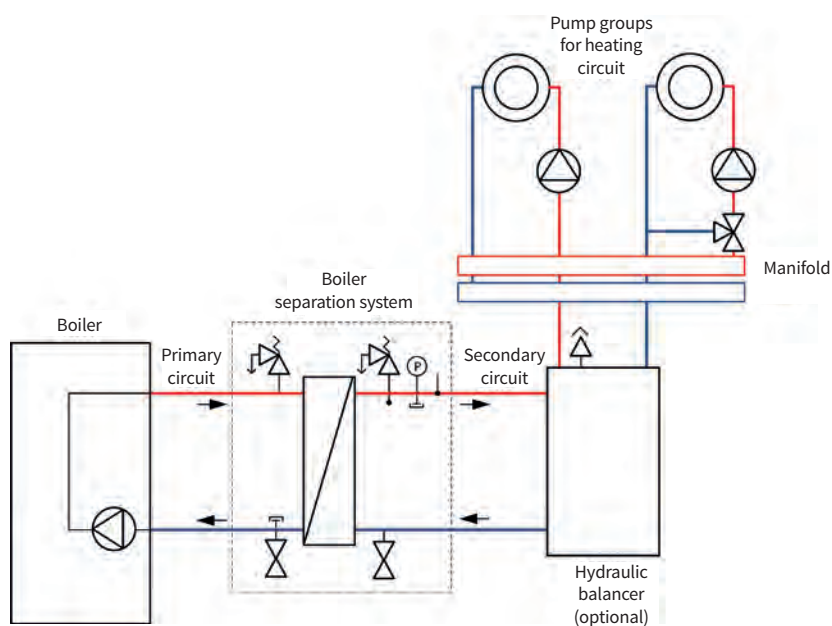 Pump groups
for heating
circuit
Manifold
Boiler
separation system
Boiler
Primary
circuit
P
Secondary
circuit
Hydraulic
balancer
(optional)